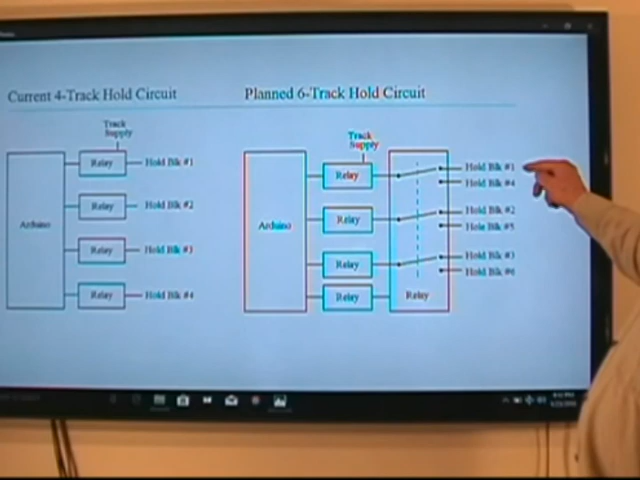 Current 4-Track Hold Circuit
Track
Supply
Arduino
Relay
Hold Blk #1
Relay
Hold Blk #2
Relay
Hold Blk #3
Relay
Hold Blk #4
Planned 6-Track Hold Circuit
Track
Supply
Arduino
Relay
Relay
Relay
Relay
Relay
Hold Blk #1
Hold Blk #4
Hold Blk #2
Hole Blk #5
Hold Blk #3
Hold Blk #6